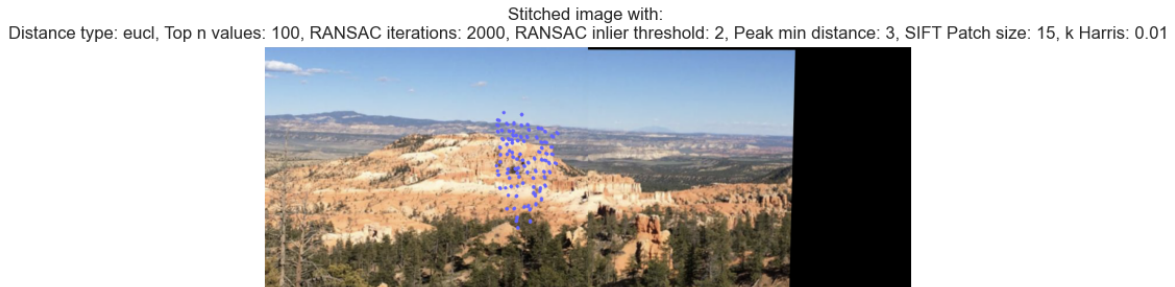 Stitched image with:
Distance type: eucl, Top n values: 100, RANSAC iterations: 2000, RANSAC inlier threshold: 2, Peak min distance: 3, SIFT Patch size: 15, k Harris: 0.01